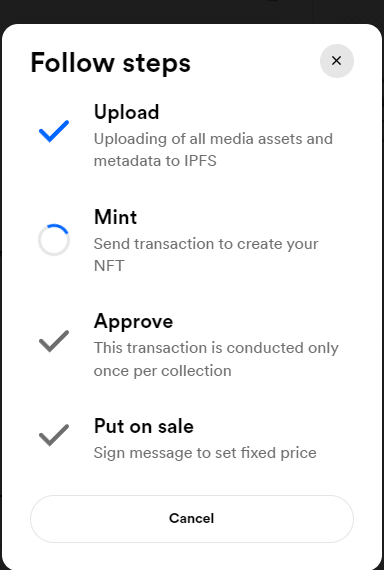 Follow steps
Upload
Uploading of all media assets and
metadata to IPFS
Mint
Send transaction to create your
NFT
Approve
This transaction is conducted only
once per collection
Put on sale
Sign message to set fixed price
Cancel